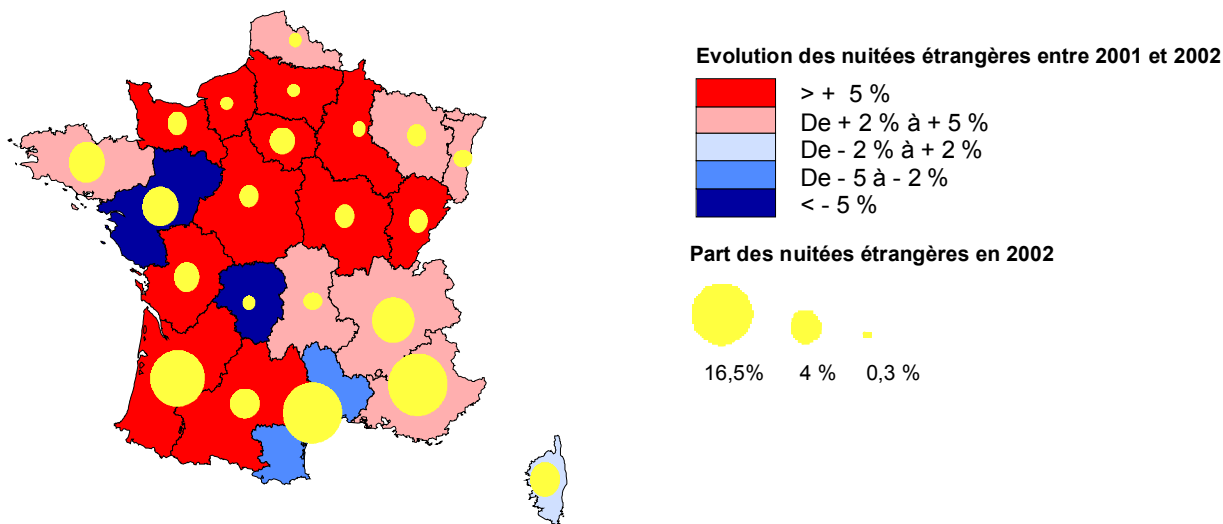 Evolution des nuitées étrangères entre 2001 et 2002
> + 5 %
De + 2 % à + 5 %
De - 2 % à + 2 %
De - 5 à - 2 %
< - 5 %
Part des nuitées étrangères en 2002
16,5% 4 % 0,3 %